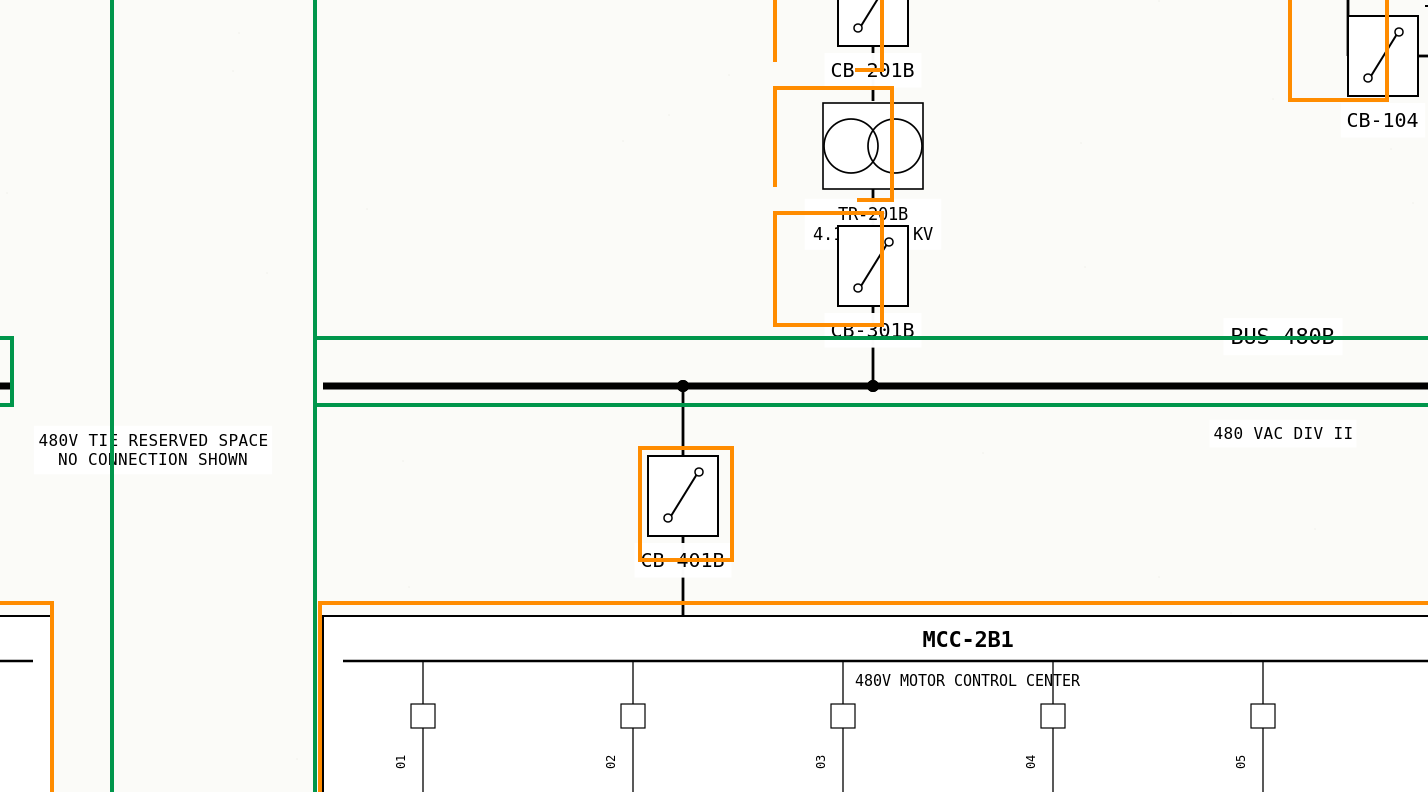 CB-201B
CB-104
TR-201B
4.1 KV
CB-301B
BUS 480B
480V TIE RESERVED SPACE
NO CONNECTION SHOWN
480 VAC DIV II
CB-401B
MCC-2B1
480V MOTOR CONTROL CENTER
01
02
03
04
05